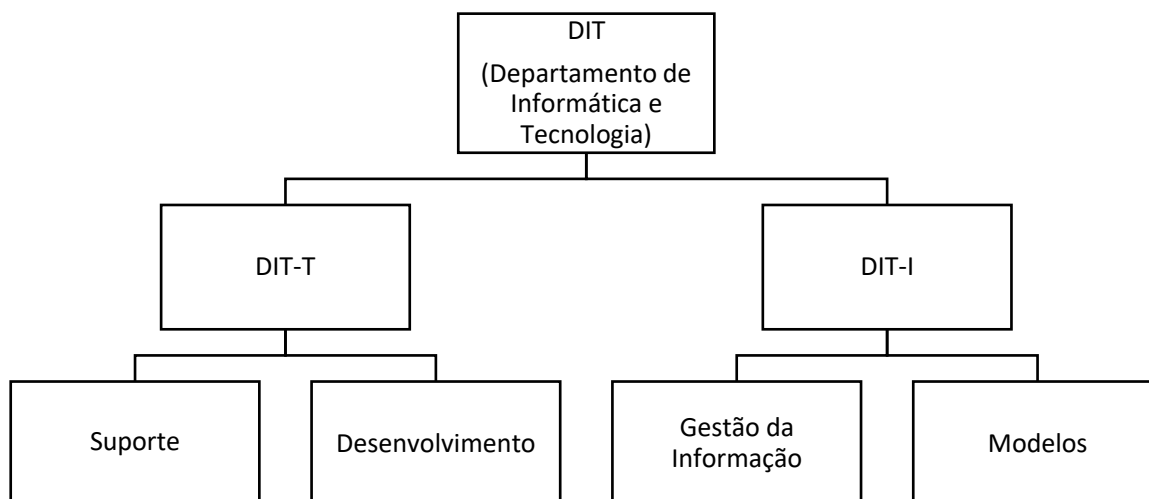 DIT
(Departamento de
Informática e
Tecnologia)
DIT-T
DIT-I
Suporte
Desenvolvimento
Gestão da
Informação
Modelos